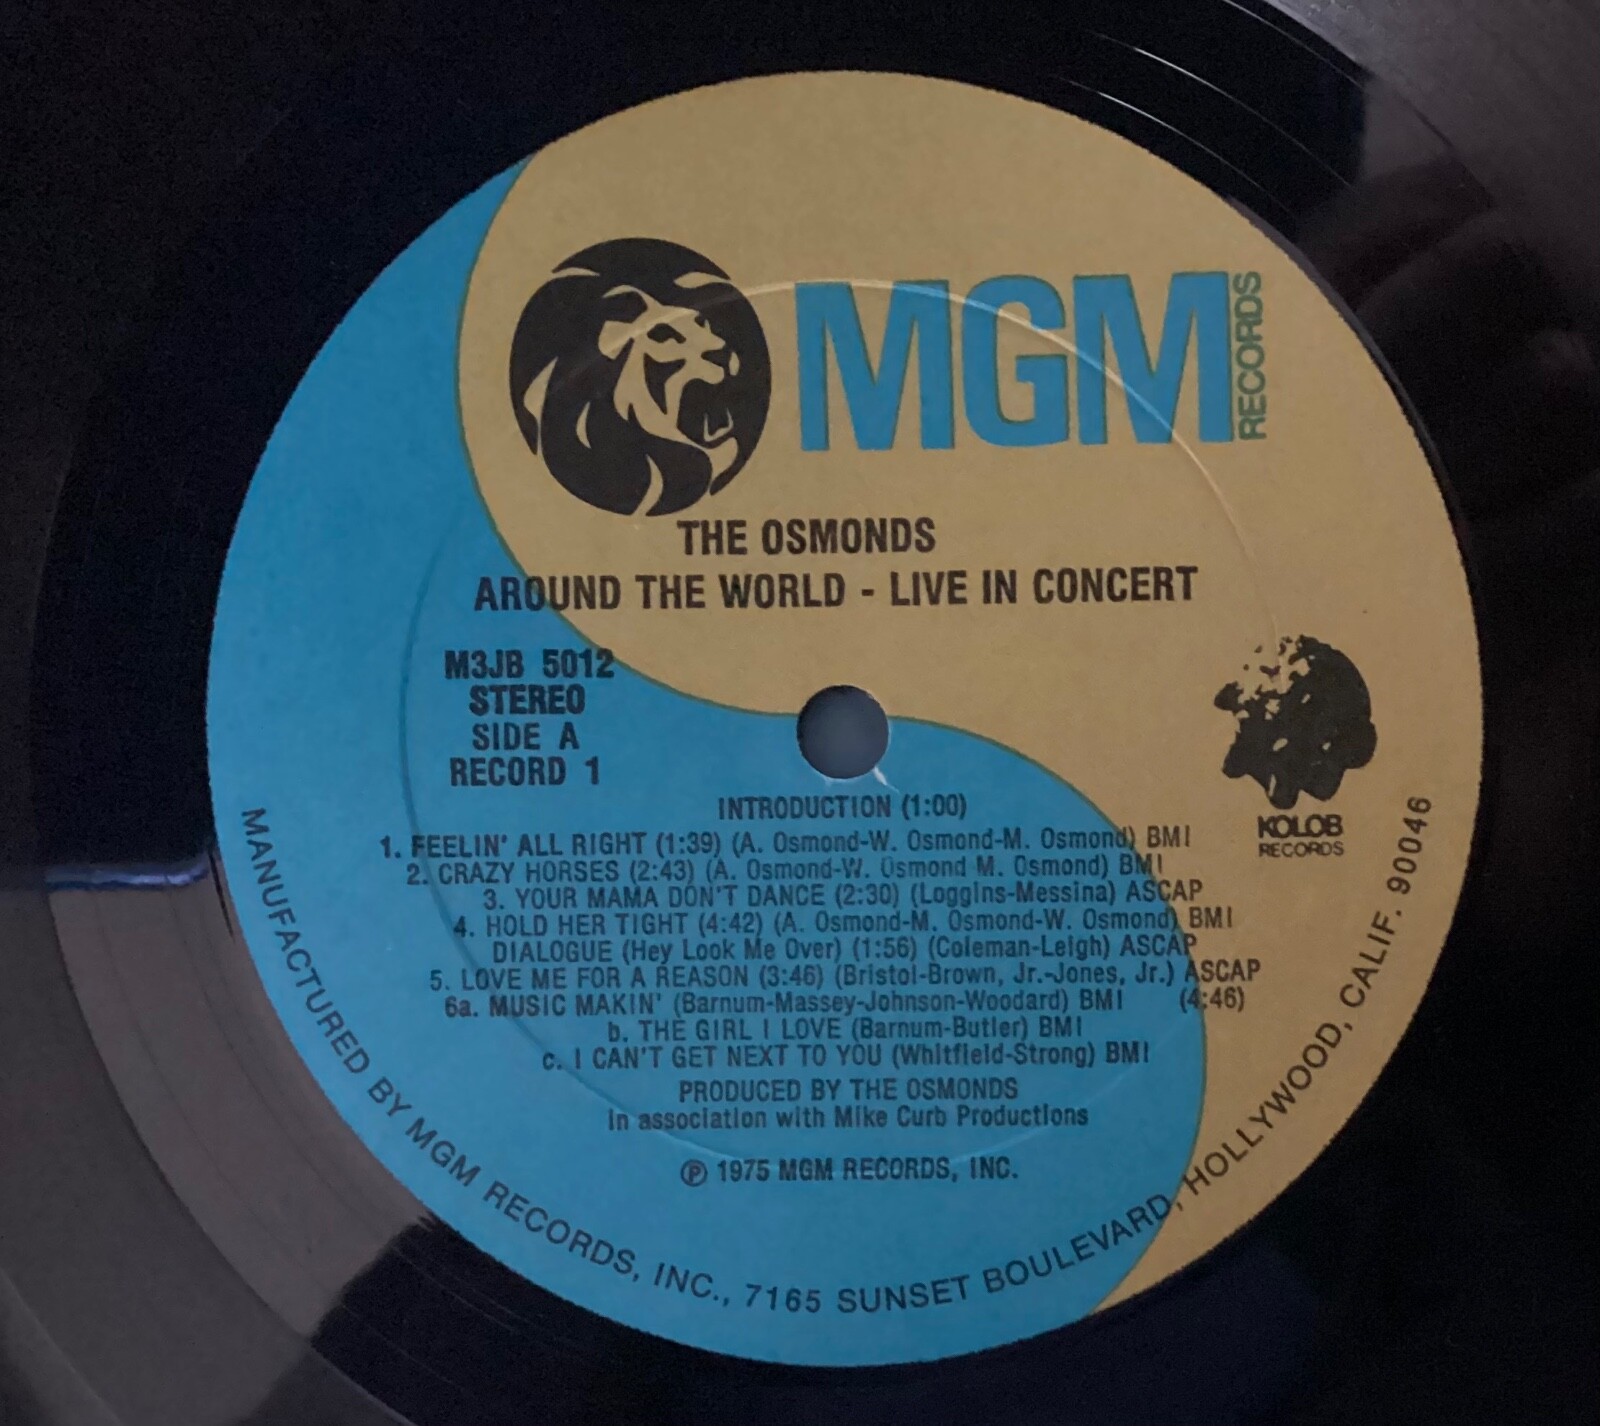 MGM RECORDS
THE OSMONDS
AROUND THE WORLD - LIVE IN CONCERT
M3JB 5012
STEREO
SIDE A
RECORD 1
KOLOB
RECORDS
INTRODUCTION (1:00)
1. FEELIN' ALL RIGHT (1:39) (A. Osmond-W. Osmond-M. Osmond) BMI
2. CRAZY HORSES (2:43) (A. Osmond-W. Osmond M. Osmond) BMI
3. YOUR MAMA DON'T DANCE (2:30) (Loggins-Messina) ASCAP
4. HOLD HER TIGHT (4:42) (A. Osmond-M. Osmond-W. Osmond) BMI
DIALOGUE (Hey Look Me Over) (1:56) (Coleman-Leigh) ASCAP
5. LOVE ME FOR A REASON (3:46) (Bristol-Brown, Jr.-Jones, Jr.) ASCAP
6a. MUSIC MAKIN' (Barnum-Massey-Johnson-Woodard) BMI (4:46)
b. THE GIRL I LOVE (Barnum-Butler) BMI
c. I CAN'T GET NEXT TO YOU (Whitfield-Strong) BMI
PRODUCED BY THE OSMONDS
in association with Mike Curb Productions
℗ 1975 MGM RECORDS, INC.
MANUFACTURED BY MGM RECORDS, INC., 7165 SUNSET BOULEVARD, HOLLYWOOD, CALIF. 90046